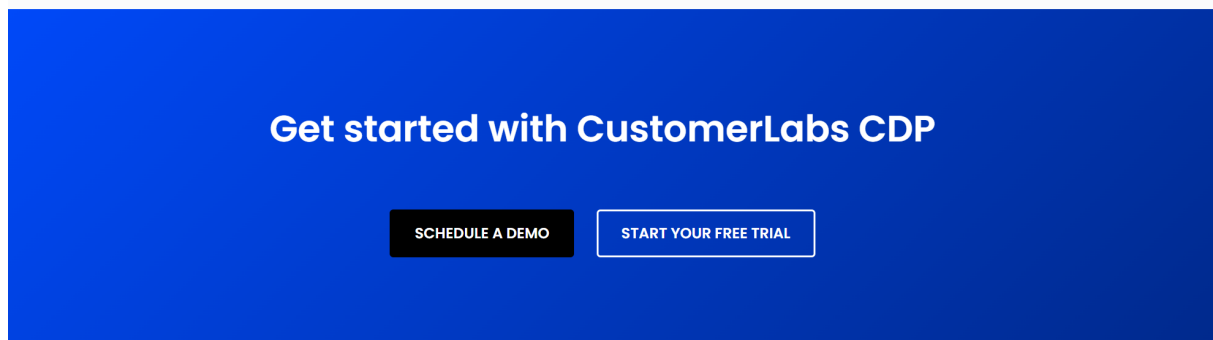 Get started with CustomerLabs CDP
SCHEDULE A DEMO
START YOUR FREE TRIAL